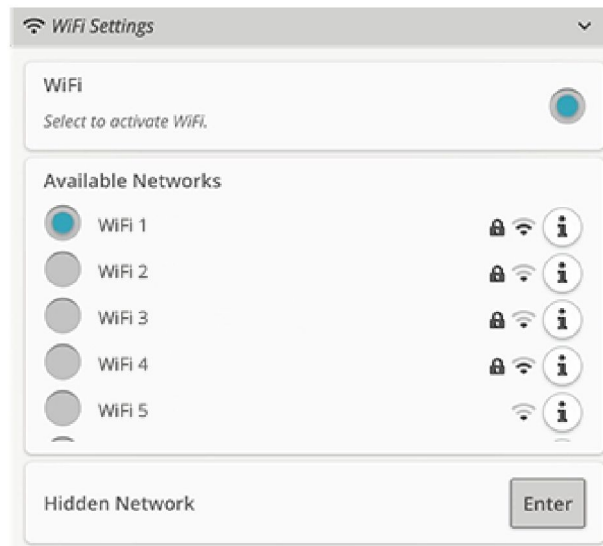 WiFi Settings
WiFi
Select to activate WiFi.
Available Networks
WiFi 1
WiFi 2
WiFi 3
WiFi 4
WiFi 5
Hidden Network
Enter